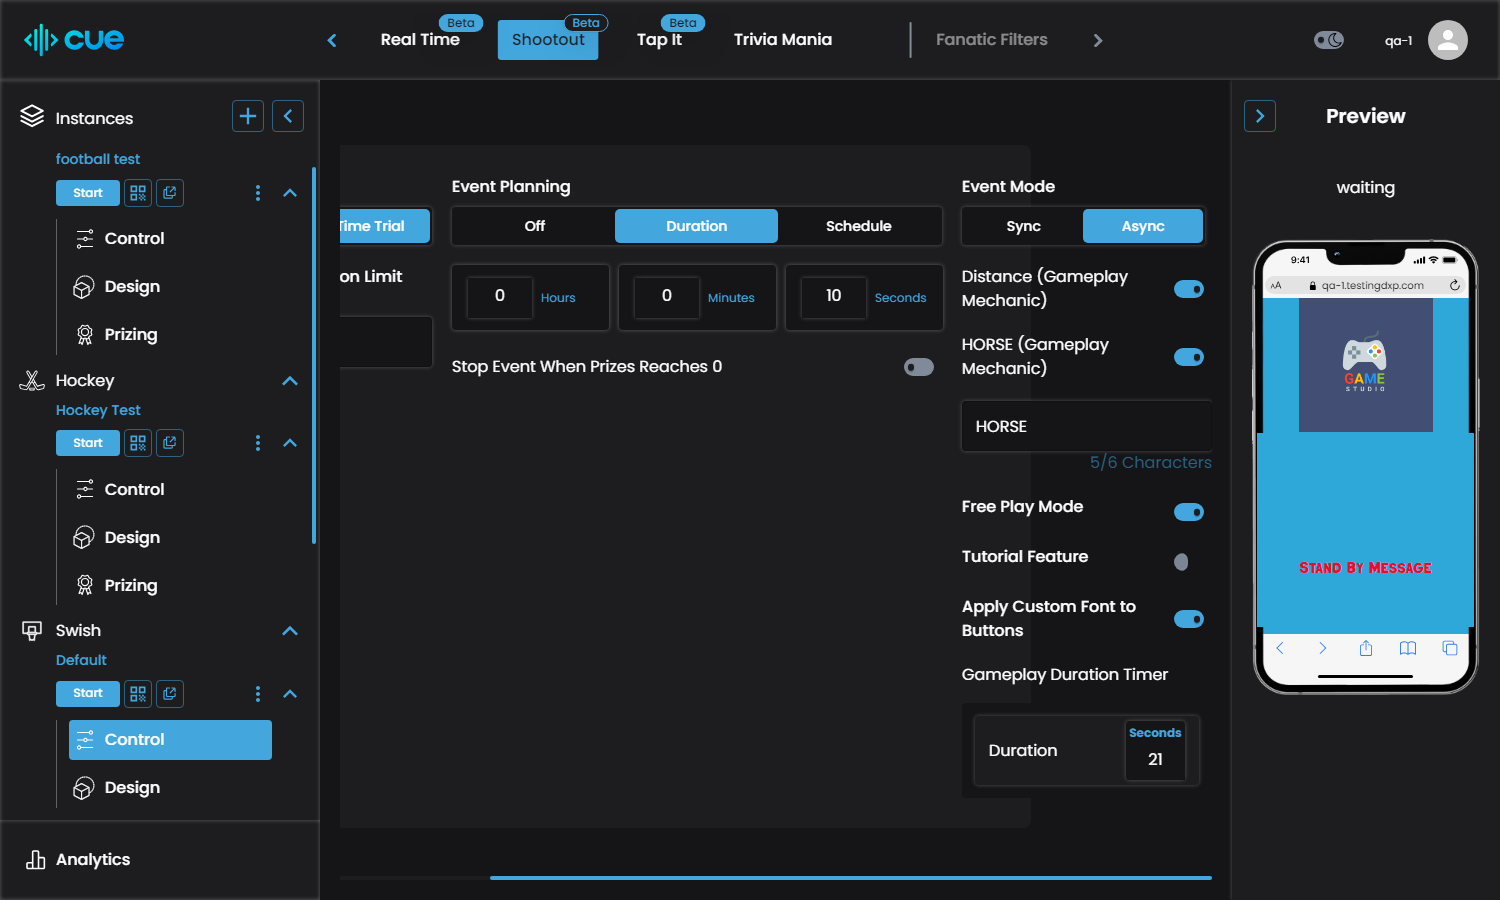 cue
Real Time
Beta
Shootout
Beta
Tap It
Beta
Trivia Mania
Fanatic Filters
qa-1
Instances
football test
Start
Control
Design
Prizing
Hockey
Hockey Test
Start
Control
Design
Prizing
Swish
Default
Start
Control
Design
Analytics
Time Trial
on Limit
Event Planning
Off Duration Schedule
0 Hours 0 Minutes 10 Seconds
Stop Event When Prizes Reaches 0
Event Mode
Sync Async
Distance (Gameplay
Mechanic)
HORSE (Gameplay
Mechanic)
HORSE
5/6 Characters
Free Play Mode
Tutorial Feature
Apply Custom Font to
Buttons
Gameplay Duration Timer
Duration
Seconds
21
Preview
waiting
9:41
AA qa-1.testingdxp.com
GAME
STUDIO
Stand By Message